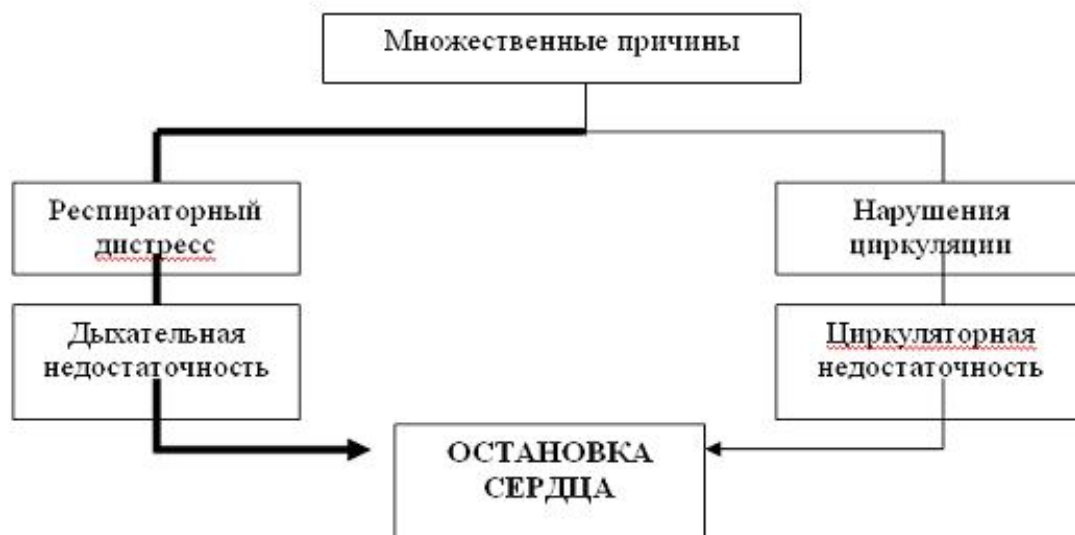 Множественные причины
Респираторный
дистресс
Нарушения
циркуляции
Дыхательная
недостаточность
Циркуляторная
недостаточность
ОСТАНОВКА
СЕРДЦА